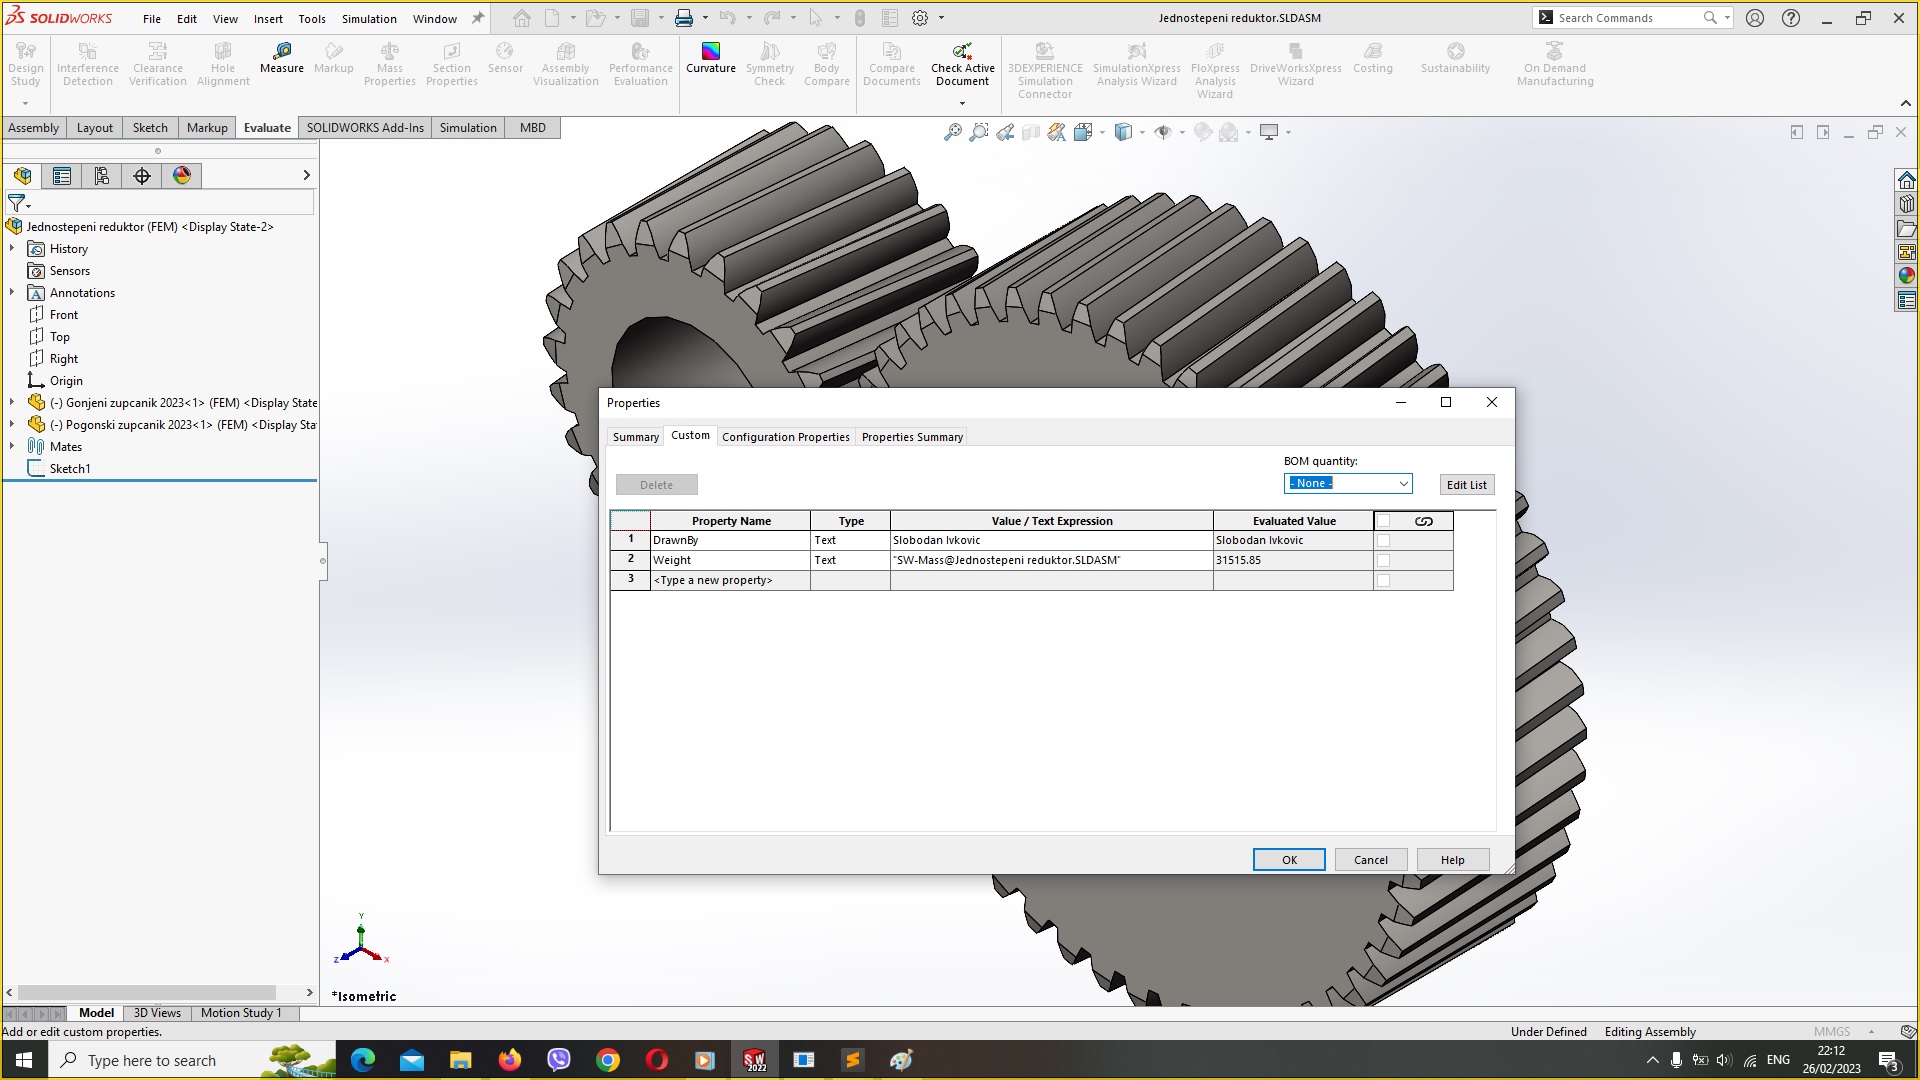 SOLIDWORKS File Edit View Insert Tools Simulation Window Jednostepeni reduktor.SLDASM Search Commands
Design Study
Interference Detection
Clearance Verification
Hole Alignment
Measure
Markup
Mass Properties
Section Properties
Sensor
Assembly Visualization
Performance Evaluation
Curvature
Symmetry Check
Body Compare
Compare Documents
Check Active Document
3DEXPERIENCE Simulation Connector
SimulationXpress Analysis Wizard
FloXpress Analysis Wizard
DriveWorksXpress Wizard
Costing
Sustainability
On Demand Manufacturing
Assembly Layout Sketch Markup Evaluate SOLIDWORKS Add-Ins Simulation MBD
Jednostepeni reduktor (FEM) <Display State-2>
History
Sensors
Annotations
Front
Top
Right
Origin
(-) Gonjeni zupcanik 2023<1> (FEM) <Display State
(-) Pogonski zupcanik 2023<1> (FEM) <Display Sta
Mates
Sketch1
Properties
Summary Custom Configuration Properties Properties Summary
BOM quantity:
Delete - None - Edit List
Property Name Type Value / Text Expression Evaluated Value
1 DrawnBy Text Slobodan Ivkovic Slobodan Ivkovic
2 Weight Text "SW-Mass@Jednostepeni reduktor.SLDASM" 31515.85
3 <Type a new property>
OK Cancel Help
Y
Z X
*Isometric
Model 3D Views Motion Study 1
Add or edit custom properties. Under Defined Editing Assembly MMGS
Type here to search SW 2022 ENG 22:12
26/02/2023 3